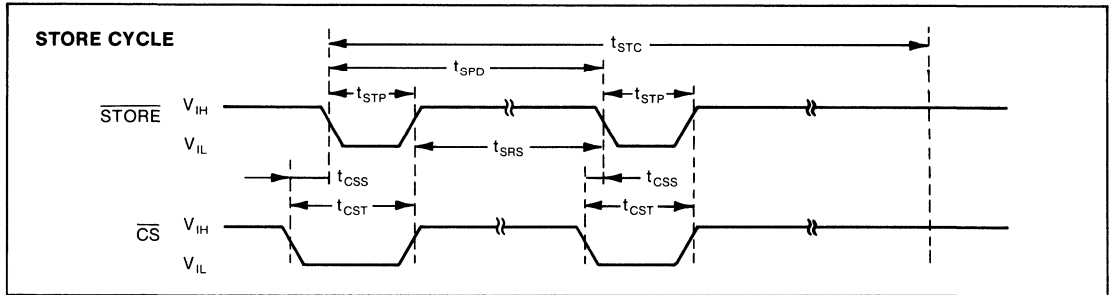 STORE CYCLE
tSTC
tSPD
tSTP
tSTP
STORE
VIH
VIL
tSRS
tCSS
tCSS
tCST
tCST
CS
VIH
VIL